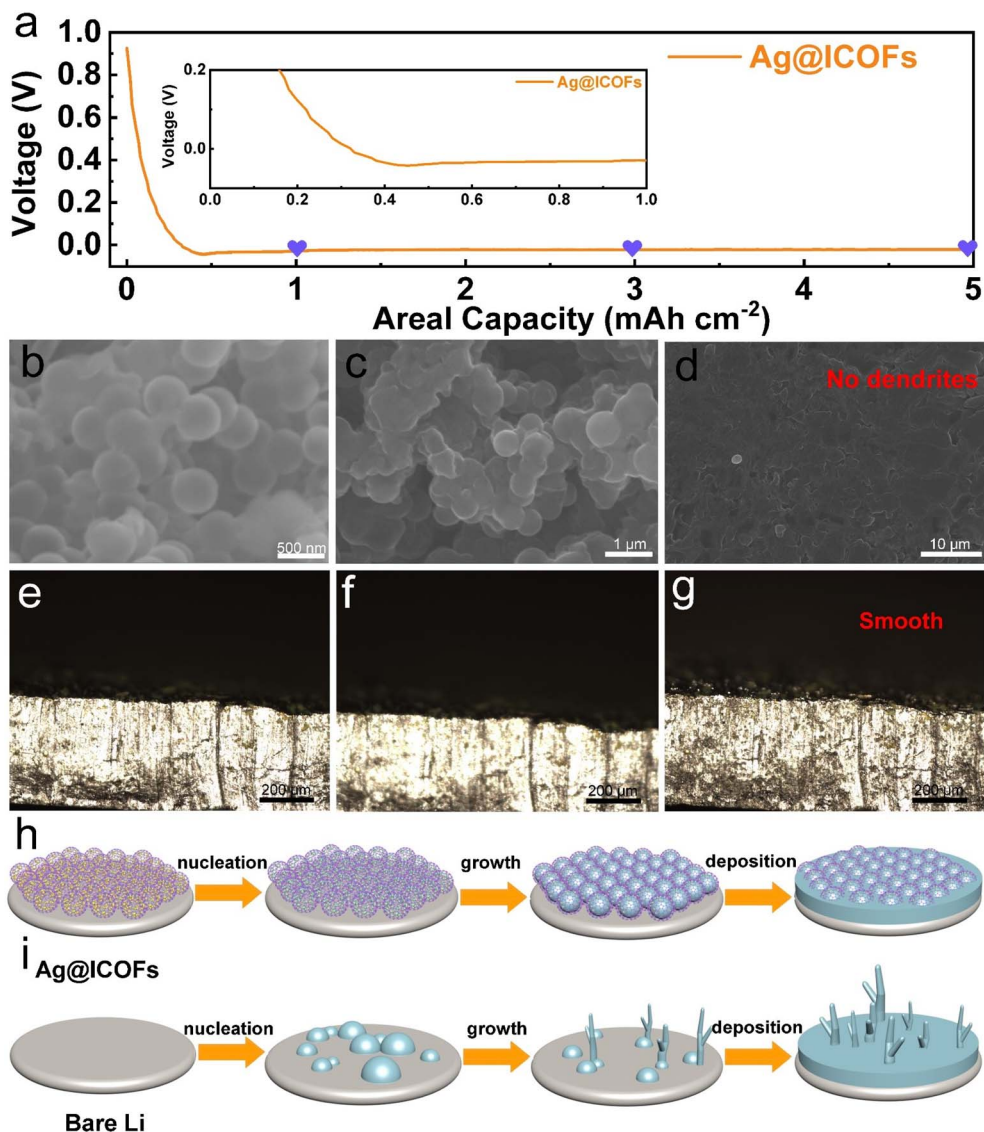 a
1.0
0.8
0.6
0.4
0.2
0.0
Voltage (V)
Ag@ICOFs
0.2
0.0
Voltage (V)
Ag@ICOFs
0.0 0.2 0.4 0.6 0.8 1.0
0 1 2 3 4 5
Areal Capacity (mAh cm⁻²)
b
500 nm
c
1 μm
d
No dendrites
10 μm
e
200 μm
f
200 μm
g
Smooth
200 μm
h
nucleation growth deposition
i
Ag@ICOFs
nucleation growth deposition
Bare Li